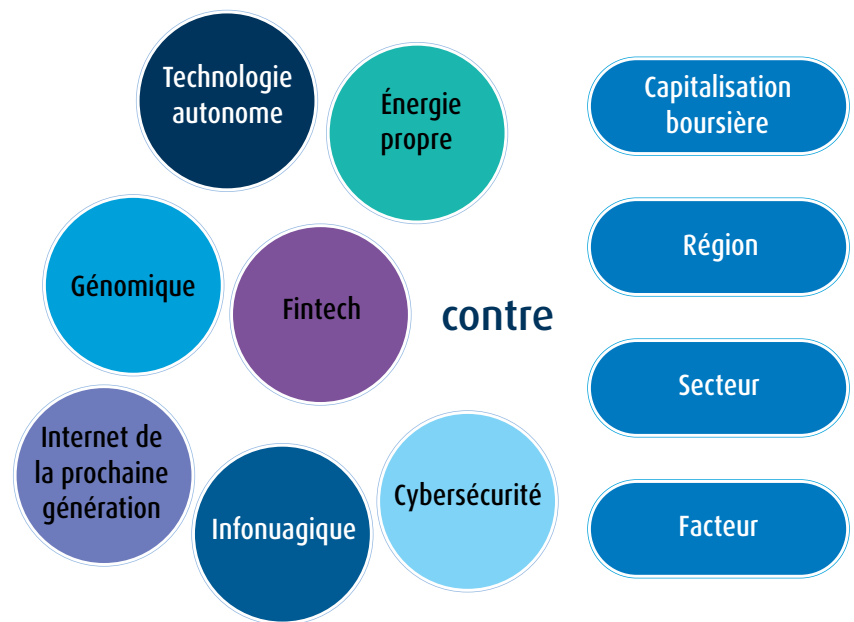 Technologie
autonome
Énergie
propre
Génomique
Fintech
Internet de
la prochaine
génération
Infonuagique
Cybersécurité
contre
Capitalisation
boursière
Région
Secteur
Facteur